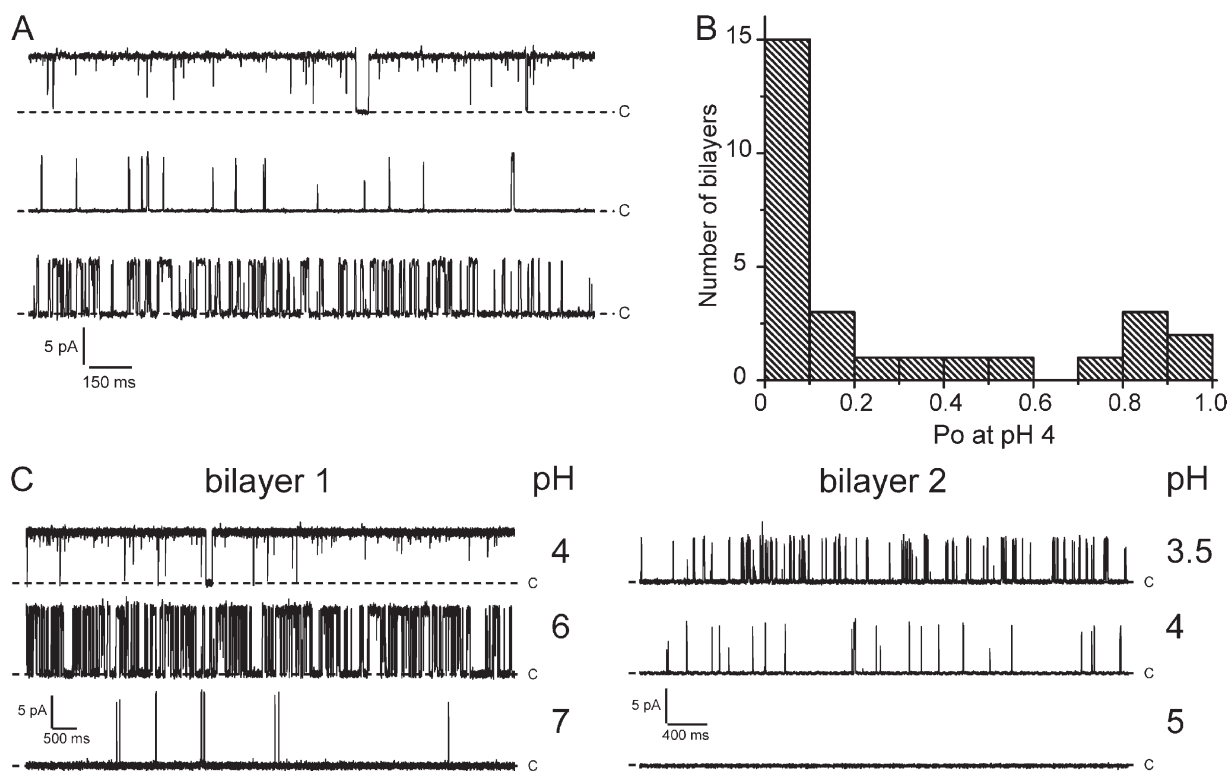 A
C
C
C
5 pA
150 ms
B
Number of bilayers
15
10
5
0
0
0.2
0.4
0.6
0.8
1.0
Po at pH 4
C
bilayer 1
pH
4
C
6
C
5 pA
500 ms
7
C
bilayer 2
pH
3.5
C
4
C
5 pA
400 ms
5
C